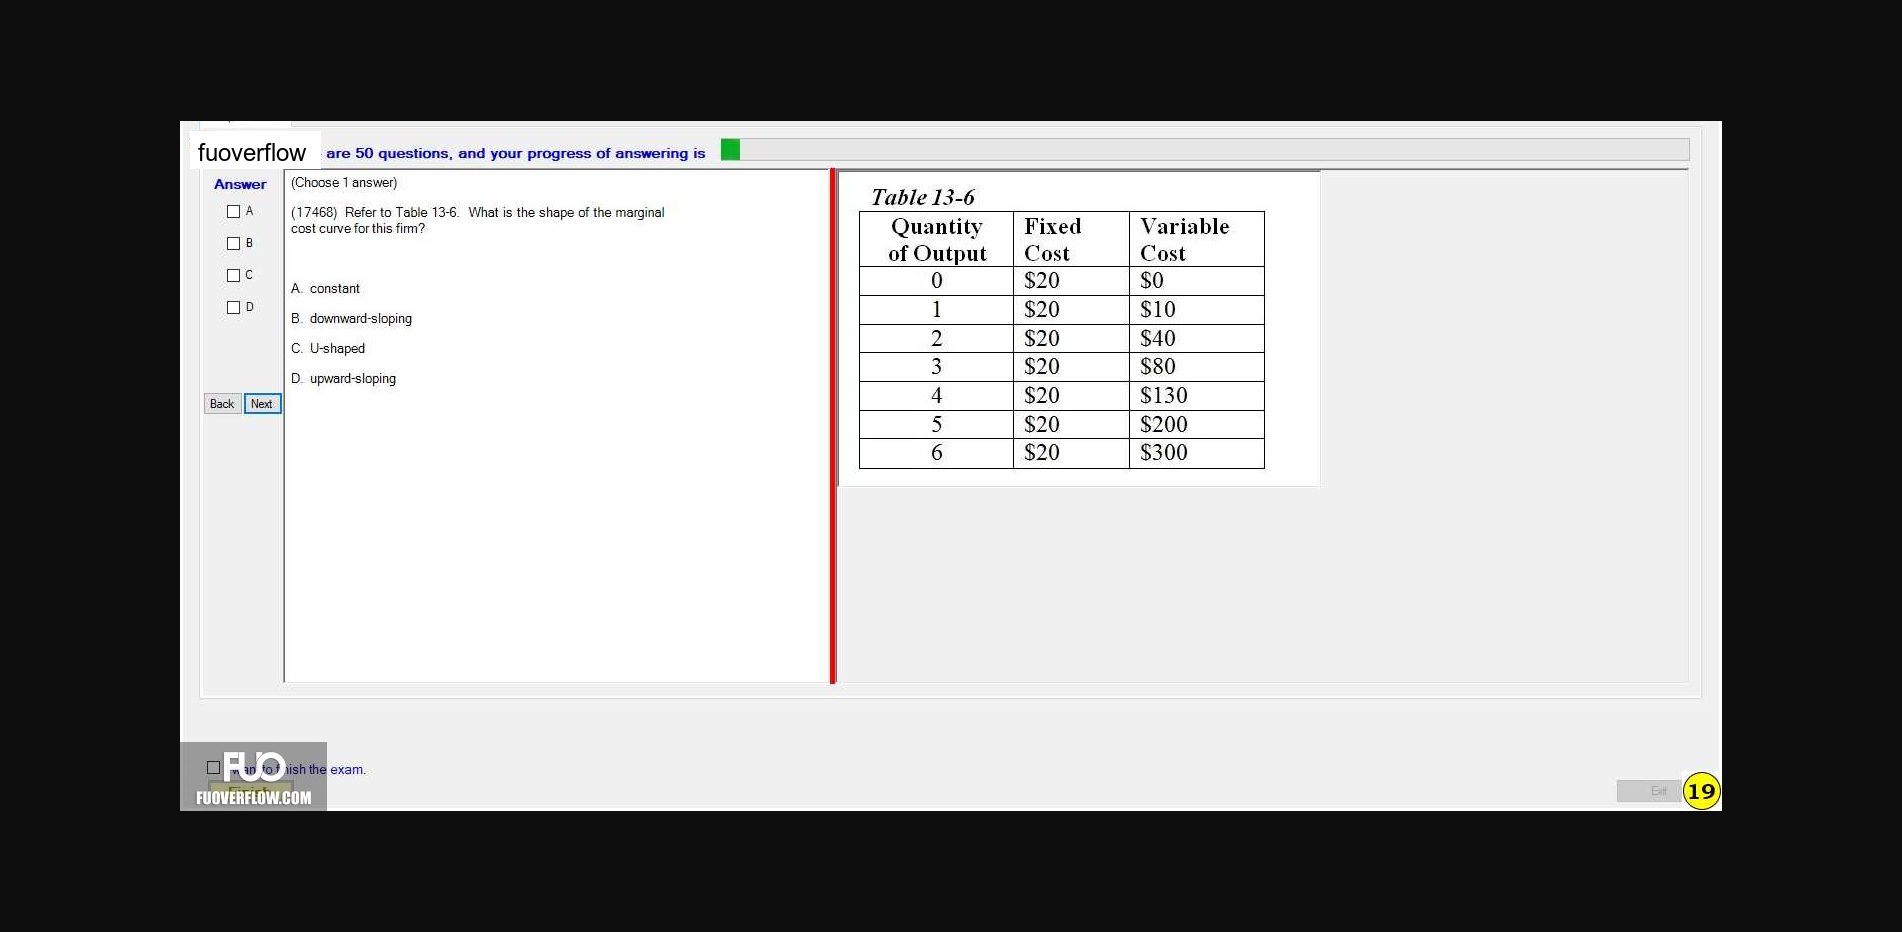 fuoverflow are 50 questions, and your progress of answering is
Answer
A
B
C
D
Back Next
(Choose 1 answer)
(17468) Refer to Table 13-6. What is the shape of the marginal
cost curve for this firm?
A. constant
B. downward-sloping
C. U-shaped
D. upward-sloping
Table 13-6
Quantity of Output Fixed Cost Variable Cost
0 $20 $0
1 $20 $10
2 $20 $40
3 $20 $80
4 $20 $130
5 $20 $200
6 $20 $300
FUO
want to finish the exam.
Finish
FUOVERFLOW.COM
Exit
19